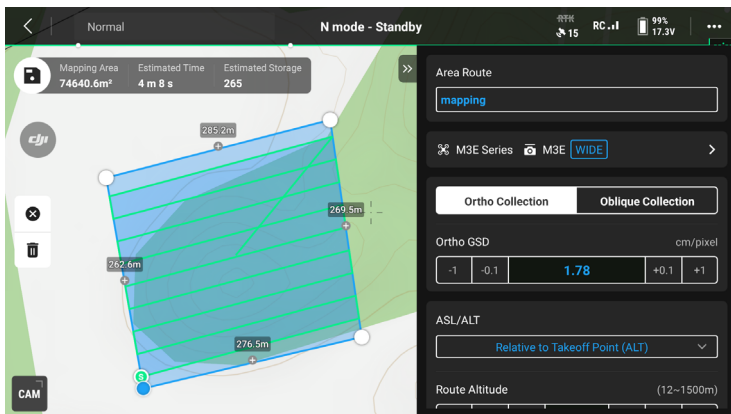 Normal
N mode - Standby
RTK
15
RC
99%
17.3V
Mapping Area
74640.6m²
Estimated Time
4 m 8 s
Estimated Storage
265
dji
285.2m
269.5m
262.6m
276.5m
S
CAM
Area Route
mapping
M3E Series M3E WIDE
Ortho Collection
Oblique Collection
Ortho GSD
cm/pixel
-1 -0.1 1.78 +0.1 +1
ASL/ALT
Relative to Takeoff Point (ALT)
Route Altitude (12~1500m)